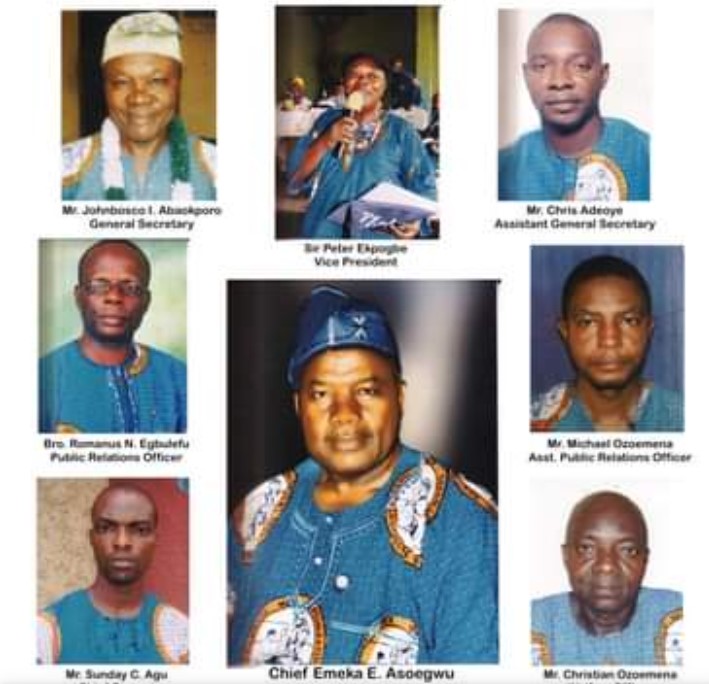 Mr. Johnbosco I. Abaokporo
General Secretary
Sir Peter Ekpogbe
Vice President
Mr. Chris Adeoye
Assistant General Secretary
Bro. Romanus N. Egbulefu
Public Relations Officer
Mr. Michael Ozoemena
Asst. Public Relations Officer
Mr. Sunday C. Agu
Chief Emeka E. Asoegwu
Mr. Christian Ozoemena